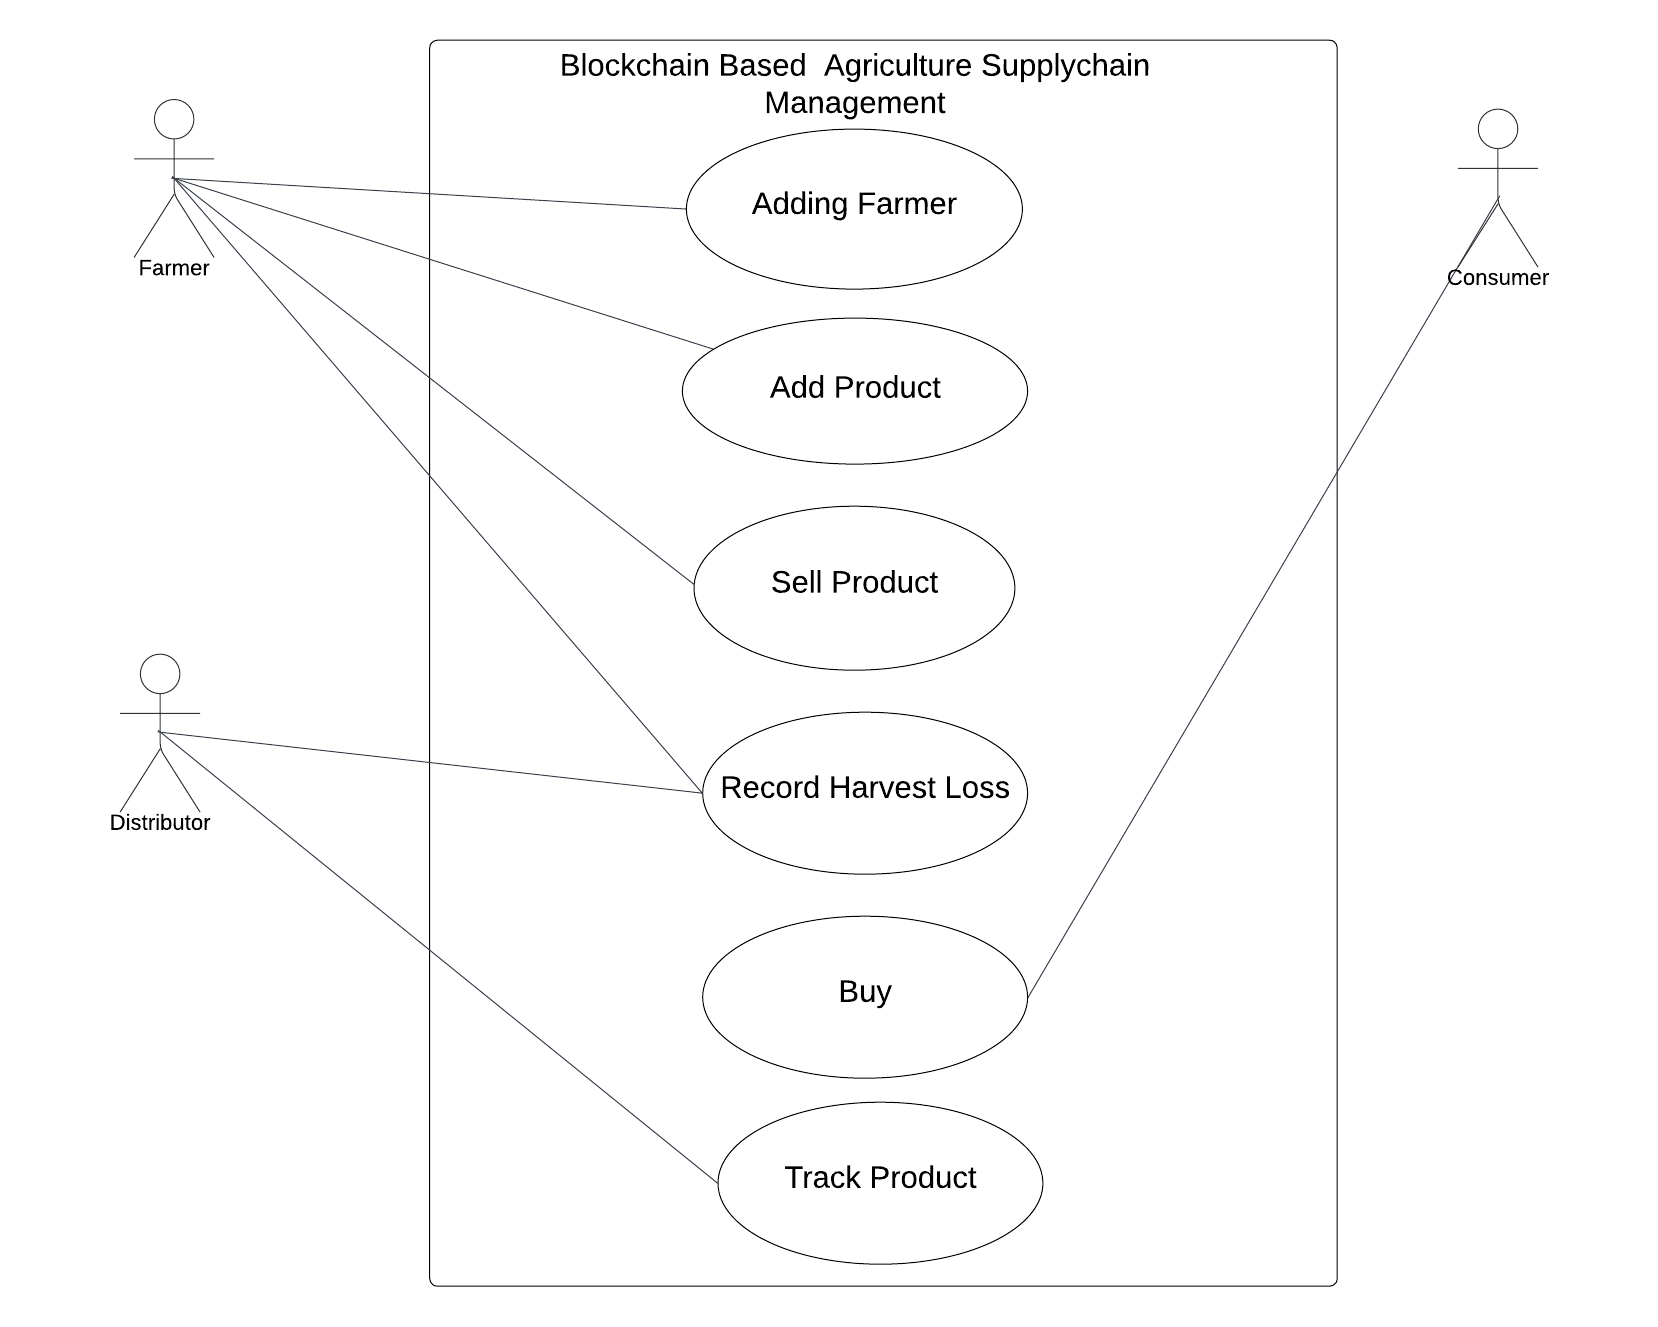 Blockchain Based  Agriculture Supplychain
Management
Farmer
Consumer
Adding Farmer
Add Product
Sell Product
Record Harvest Loss
Distributor
Buy
Track Product